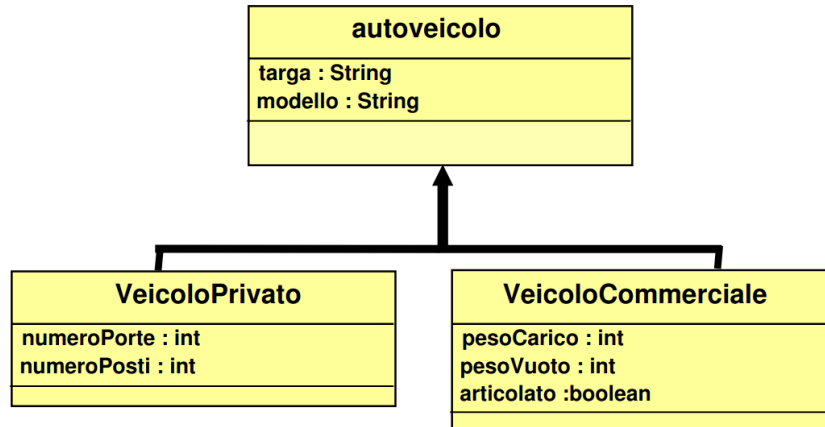 autoveicolo
targa : String
modello : String
VeicoloPrivato
numeroPorte : int
numeroPosti : int
VeicoloCommerciale
pesoCarico : int
pesoVuoto : int
articolato :boolean